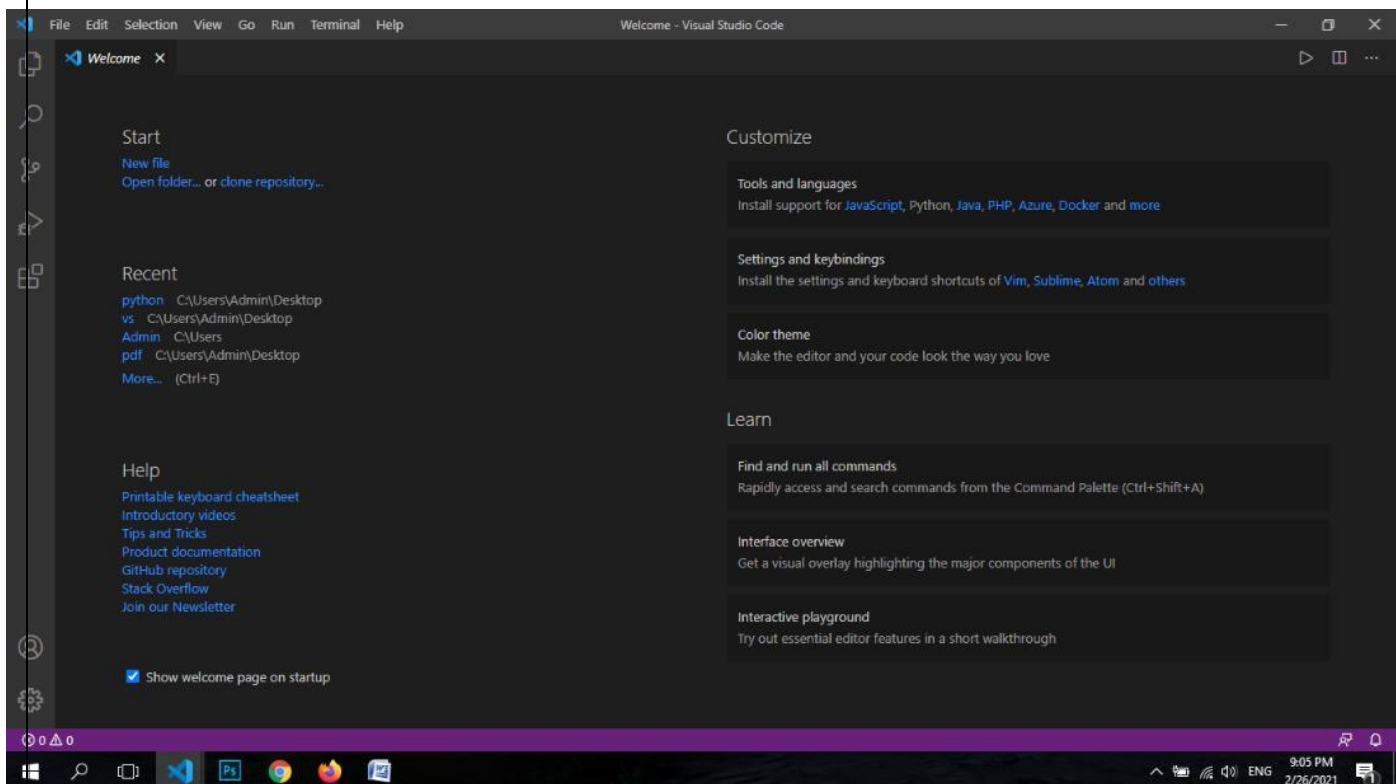 File Edit Selection View Go Run Terminal Help
Welcome - Visual Studio Code
Welcome
Start
New file
Open folder... or clone repository...
Recent
python C:\Users\Admin\Desktop
vs C:\Users\Admin\Desktop
Admin C:\Users
pdf C:\Users\Admin\Desktop
More... (Ctrl+E)
Help
Printable keyboard cheatsheet
Introductory videos
Tips and Tricks
Product documentation
GitHub repository
Stack Overflow
Join our Newsletter
Show welcome page on startup
Customize
Tools and languages
Install support for JavaScript, Python, Java, PHP, Azure, Docker and more
Settings and keybindings
Install the settings and keyboard shortcuts of Vim, Sublime, Atom and others
Color theme
Make the editor and your code look the way you love
Learn
Find and run all commands
Rapidly access and search commands from the Command Palette (Ctrl+Shift+A)
Interface overview
Get a visual overlay highlighting the major components of the UI
Interactive playground
Try out essential editor features in a short walkthrough
0 0
Ps
ENG
9:05 PM
2/26/2021